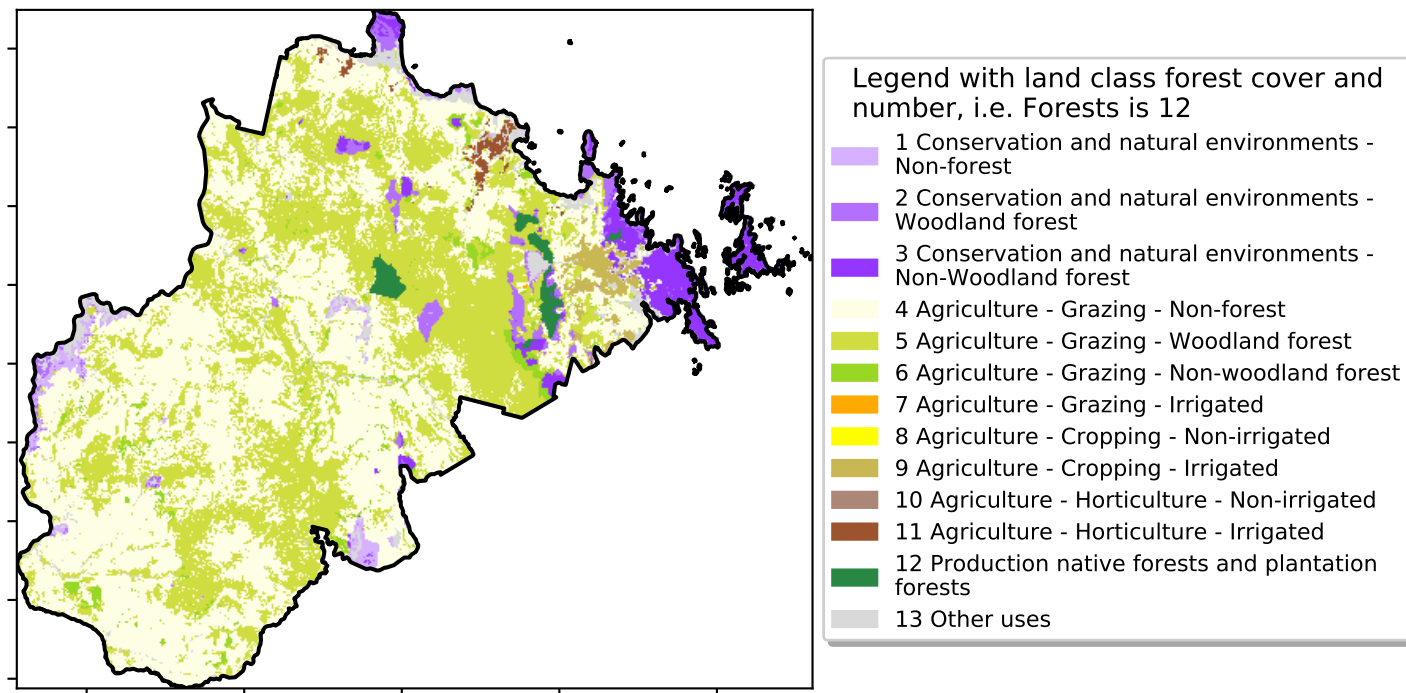 Legend with land class forest cover and
number, i.e. Forests is 12
1 Conservation and natural environments -
Non-forest
2 Conservation and natural environments -
Woodland forest
3 Conservation and natural environments -
Non-Woodland forest
4 Agriculture - Grazing - Non-forest
5 Agriculture - Grazing - Woodland forest
6 Agriculture - Grazing - Non-woodland forest
7 Agriculture - Grazing - Irrigated
8 Agriculture - Cropping - Non-irrigated
9 Agriculture - Cropping - Irrigated
10 Agriculture - Horticulture - Non-irrigated
11 Agriculture - Horticulture - Irrigated
12 Production native forests and plantation
forests
13 Other uses